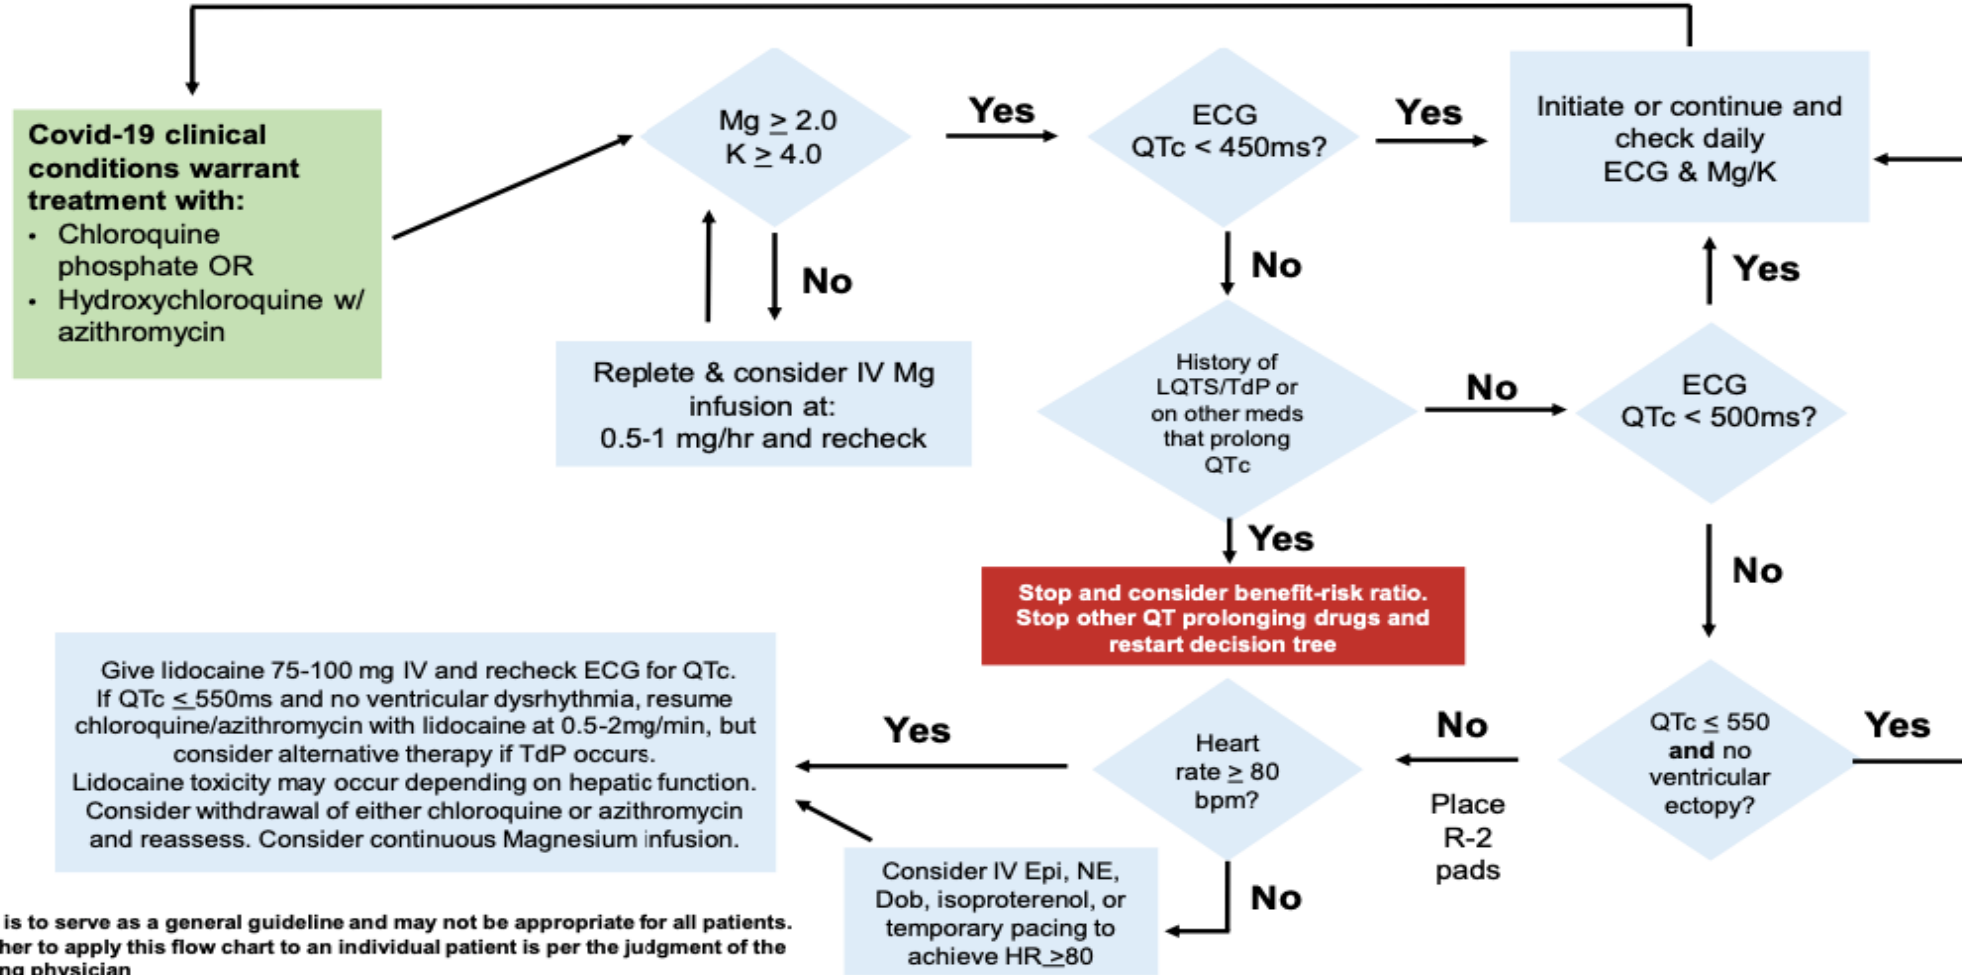 Covid-19 clinical
conditions warrant
treatment with:
• Chloroquine
phosphate OR
• Hydroxychloroquine w/
azithromycin
Mg ≥ 2.0
K ≥ 4.0
Yes
No
Replete & consider IV Mg
infusion at:
0.5-1 mg/hr and recheck
ECG
QTc < 450ms?
Yes
No
Initiate or continue and
check daily
ECG & Mg/K
History of
LQTS/TdP or
on other meds
that prolong
QTc
No
Yes
Stop and consider benefit-risk ratio.
Stop other QT prolonging drugs and
restart decision tree
ECG
QTc < 500ms?
Yes
No
QTc ≤ 550
and no
ventricular
ectopy?
Yes
No
Place
R-2
pads
Heart
rate ≥ 80
bpm?
Yes
No
Consider IV Epi, NE,
Dob, isoproterenol, or
temporary pacing to
achieve HR ≥80
Give lidocaine 75-100 mg IV and recheck ECG for QTc.
If QTc ≤ 550ms and no ventricular dysrhythmia, resume
chloroquine/azithromycin with lidocaine at 0.5-2mg/min, but
consider alternative therapy if TdP occurs.
Lidocaine toxicity may occur depending on hepatic function.
Consider withdrawal of either chloroquine or azithromycin
and reassess. Consider continuous Magnesium infusion.
is to serve as a general guideline and may not be appropriate for all patients.
her to apply this flow chart to an individual patient is per the judgment of the
ng physician